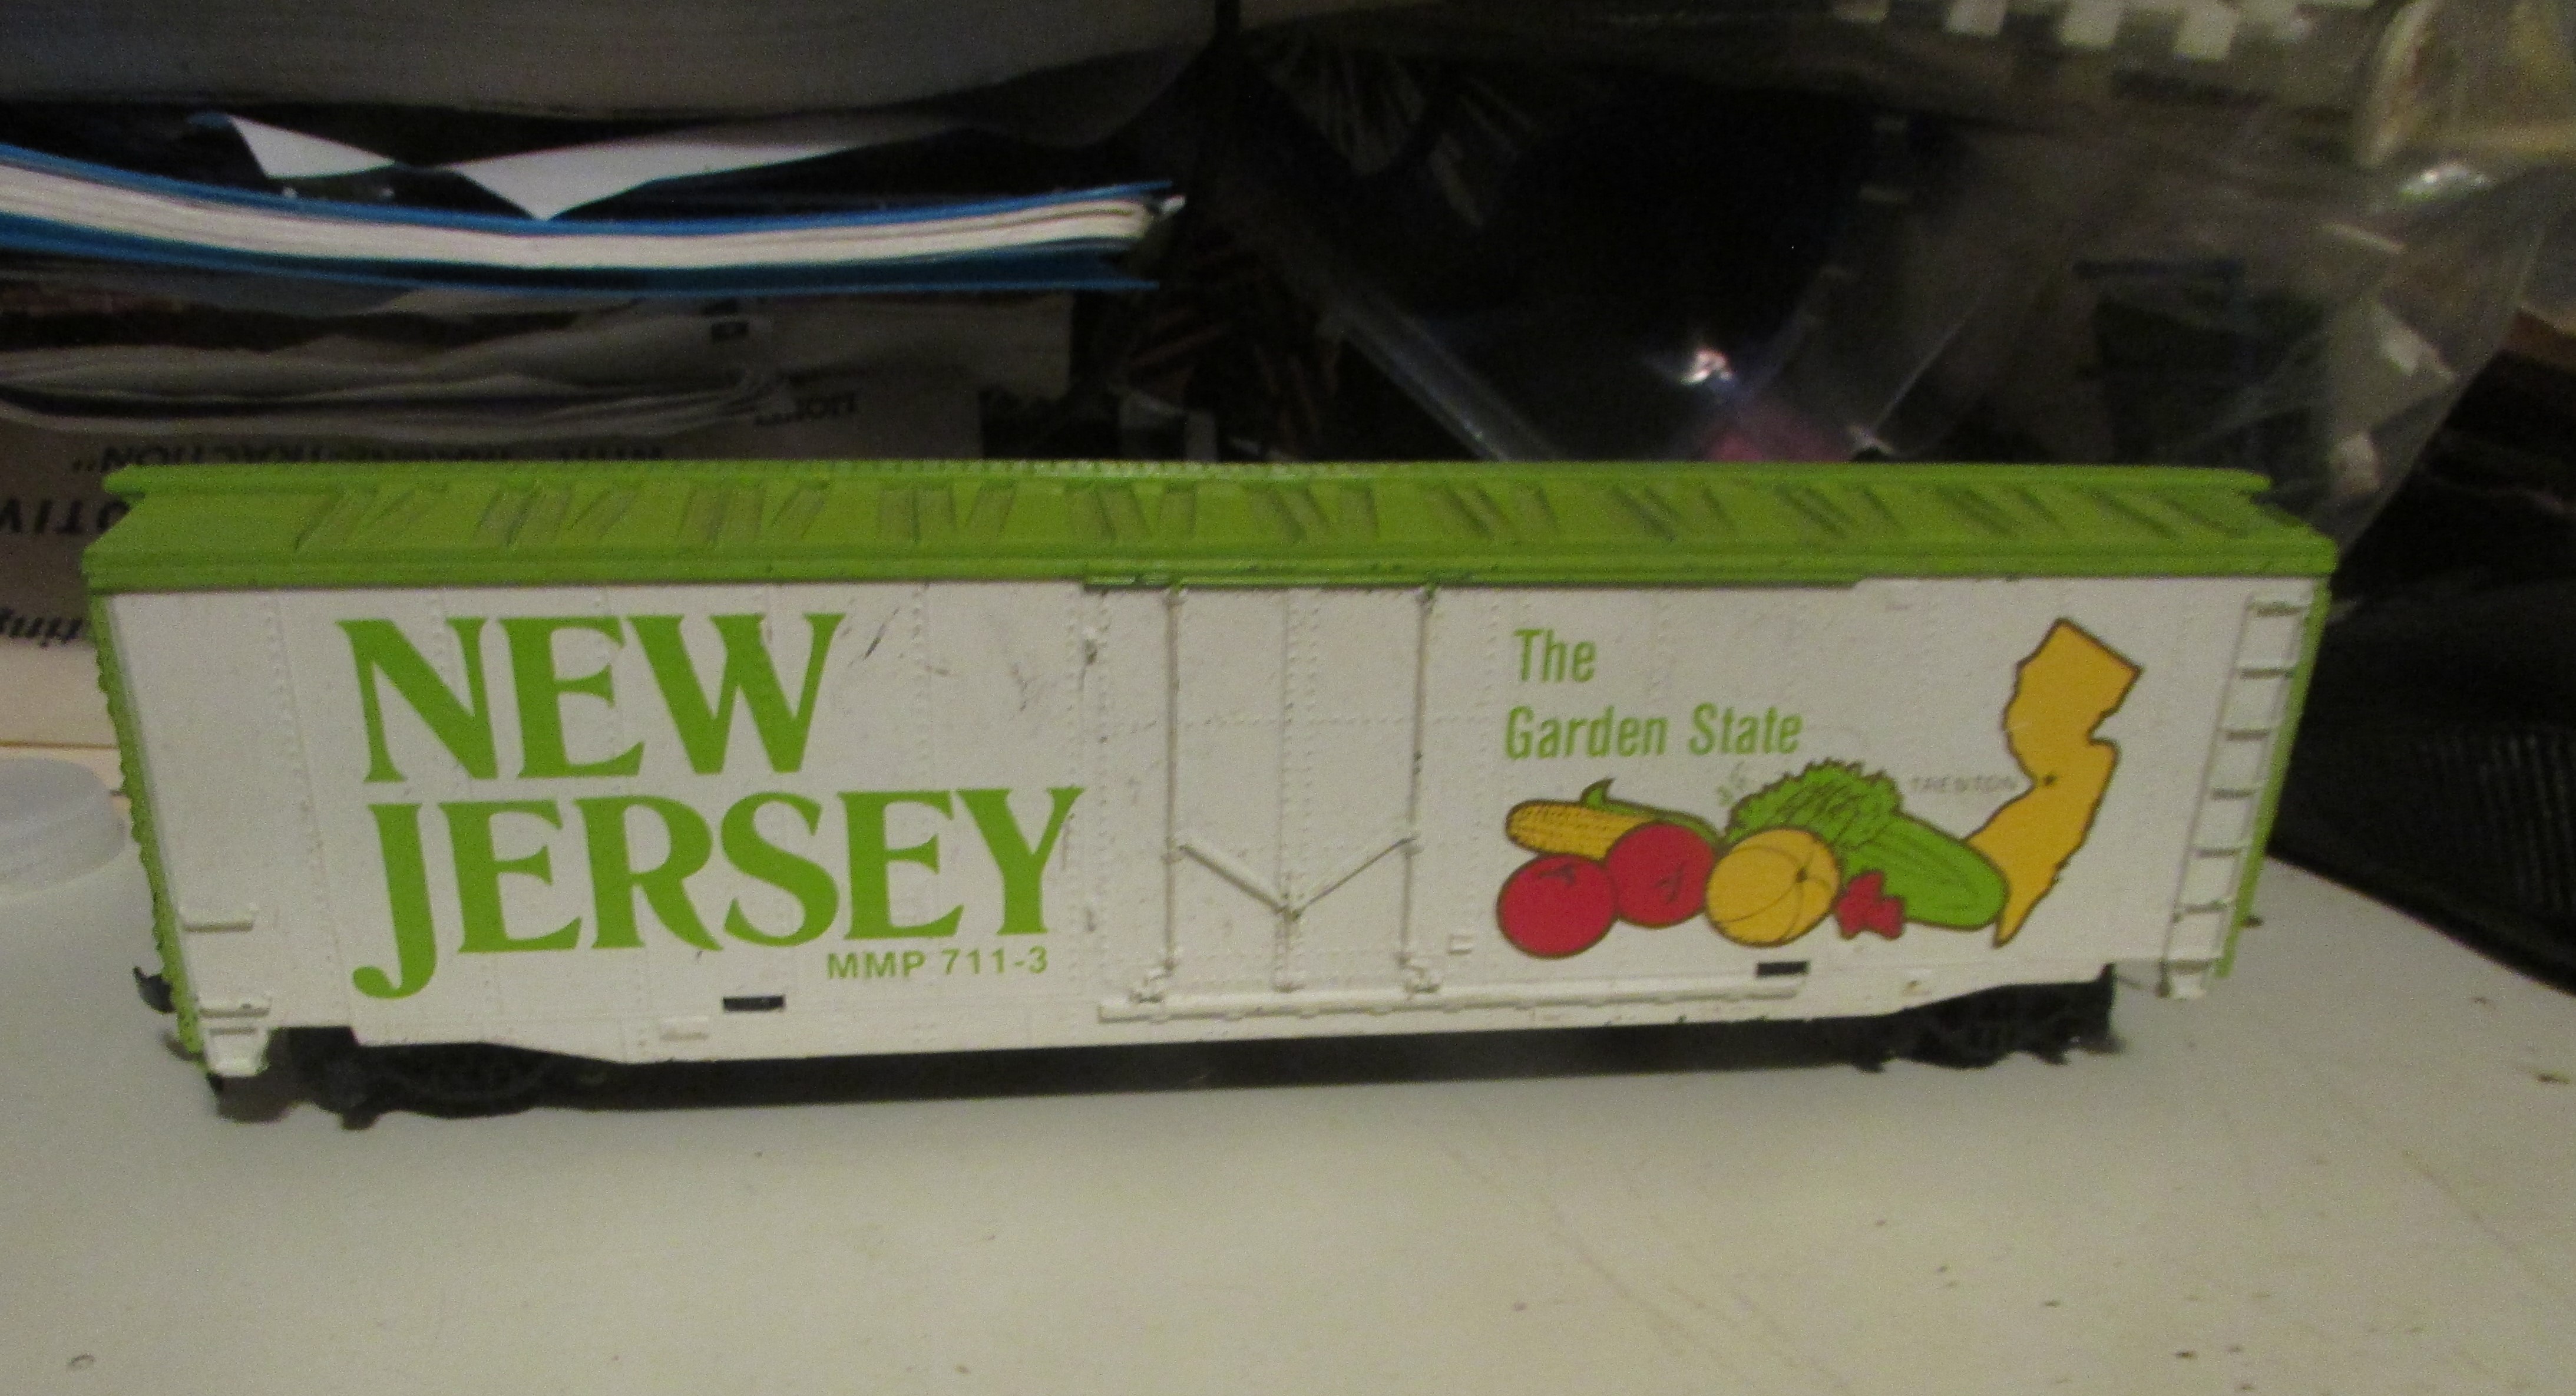 NEW
JERSEY
MMP 711-3
The
Garden State
TRENTON